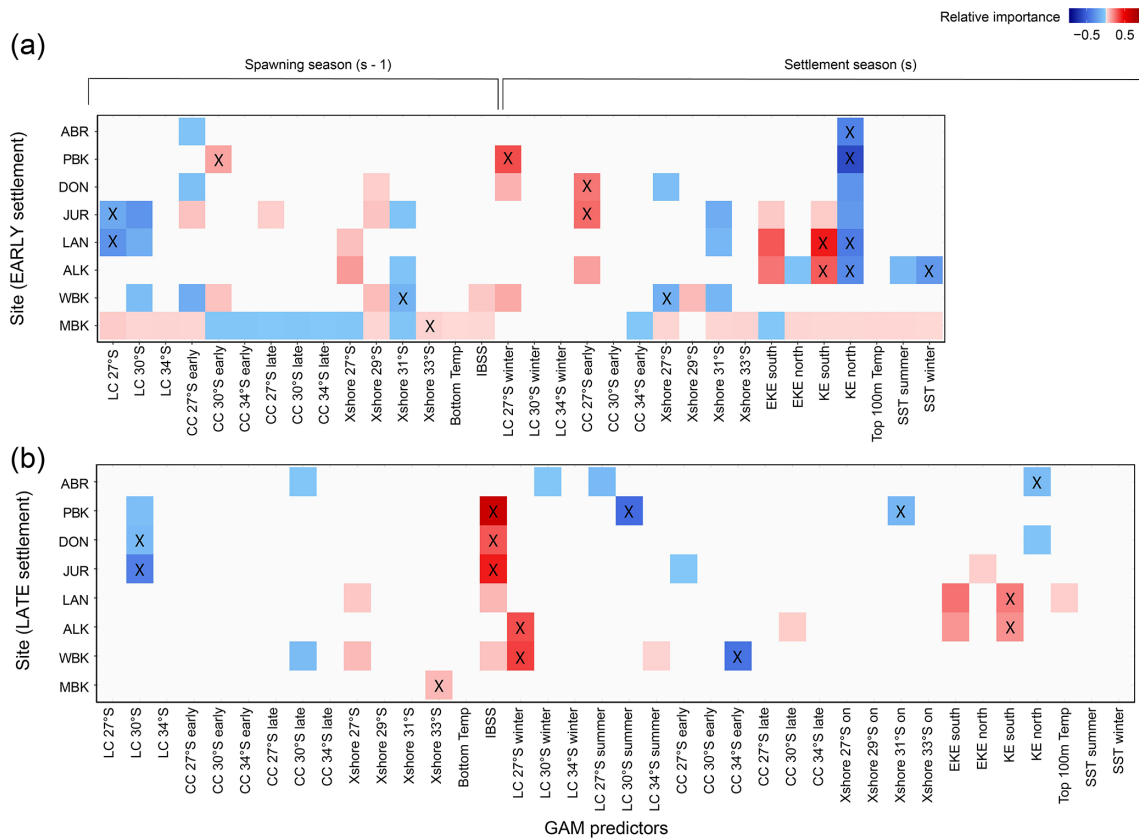 Relative importance
−0.5 0.5
(a)
Spawning season (s - 1)
Settlement season (s)
Site (EARLY settlement)
ABR
PBK X X X
DON X
JUR X X
LAN X X X
ALK X X X
WBK X X
MBK X
LC 27°S
LC 30°S
LC 34°S
CC 27°S early
CC 30°S early
CC 34°S early
CC 27°S late
CC 30°S late
CC 34°S late
Xshore 27°S
Xshore 29°S
Xshore 31°S
Xshore 33°S
Bottom Temp
IBSS
LC 27°S winter
LC 30°S winter
LC 34°S winter
CC 27°S early
CC 30°S early
CC 34°S early
Xshore 27°S
Xshore 29°S
Xshore 31°S
Xshore 33°S
EKE south
EKE north
KE south
KE north
Top 100m Temp
SST summer
SST winter
(b)
Site (LATE settlement)
ABR X
PBK X X X
DON X X
JUR X X
LAN X
ALK X X
WBK X X
MBK X
LC 27°S
LC 30°S
LC 34°S
CC 27°S early
CC 30°S early
CC 34°S early
CC 27°S late
CC 30°S late
CC 34°S late
Xshore 27°S
Xshore 29°S
Xshore 31°S
Xshore 33°S
Bottom Temp
IBSS
LC 27°S winter
LC 30°S winter
LC 34°S winter
LC 27°S summer
LC 30°S summer
LC 34°S summer
CC 27°S early
CC 30°S early
CC 34°S early
CC 27°S late
CC 30°S late
CC 34°S late
Xshore 27°S on
Xshore 29°S on
Xshore 31°S on
Xshore 33°S on
EKE south
EKE north
KE south
KE north
Top 100m Temp
SST summer
SST winter
GAM predictors